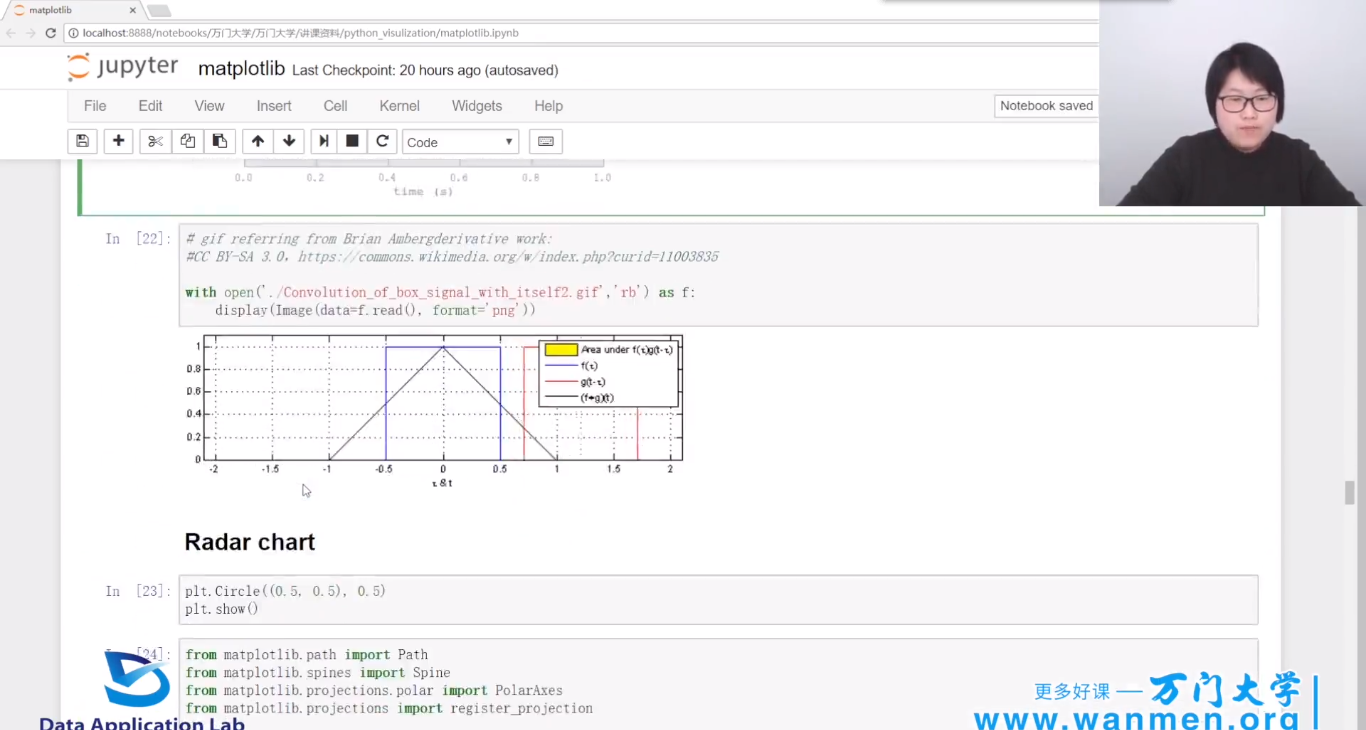 matplotlib
localhost:8888/notebooks/万门大学/万门大学/讲课资料/python_visulization/matplotlib.ipynb
jupyter matplotlib Last Checkpoint: 20 hours ago (autosaved)
File Edit View Insert Cell Kernel Widgets Help
Notebook saved
Code
0.0 0.2 0.4 0.6 0.8 1.0
time (s)
In [22]:
# gif referring from Brian Ambergderivative work:
#CC BY-SA 3.0, https://commons.wikimedia.org/w/index.php?curid=11003835
with open('./Convolution_of_box_signal_with_itself2.gif','rb') as f:
display(Image(data=f.read(), format='png'))
1
0.8
0.6
0.4
0.2
0
Area under f(τ)g(t-τ)
f(τ)
g(t-τ)
(f*g)(t)
-2 -1.5 -1 -0.5 0 0.5 1 1.5 2
τ & t
Radar chart
In [23]:
plt.Circle((0.5, 0.5), 0.5)
plt.show()
[24]:
from matplotlib.path import Path
from matplotlib.spines import Spine
from matplotlib.projections.polar import PolarAxes
from matplotlib.projections import register_projection
Data Application Lab
更多好课 — 万门大学
www.wanmen.org